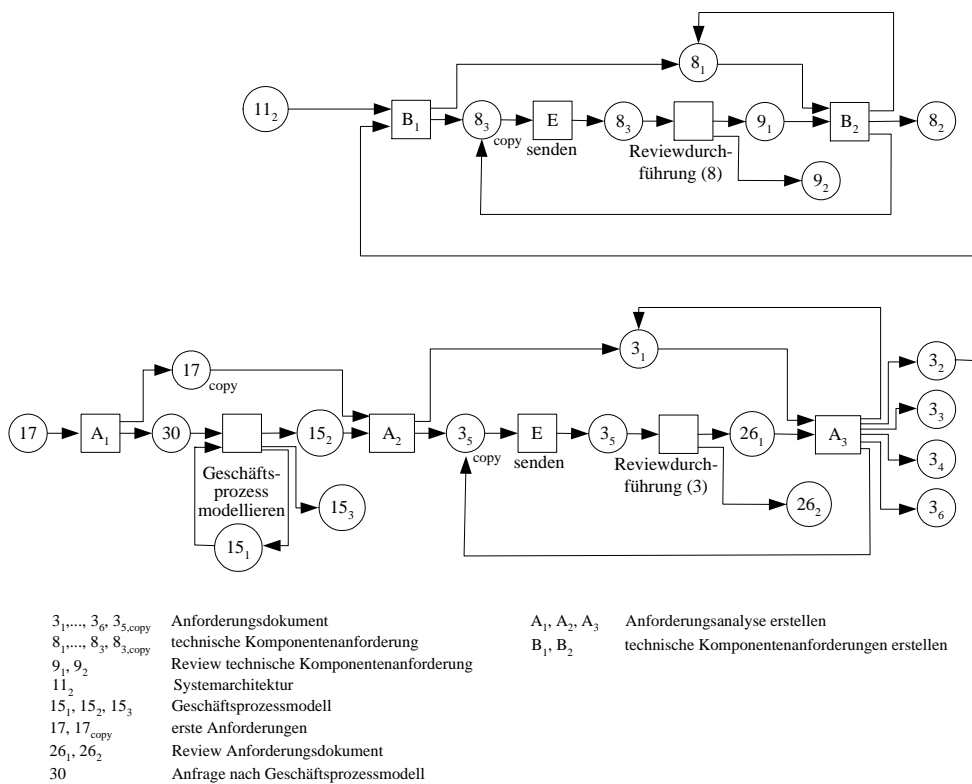 8₁
11₂
B₁
8₃
copy
E
senden
8₃
Reviewdurch-
führung (8)
9₁
B₂
8₂
9₂
3₁
3₂
17
copy
3₃
17
A₁
30
15₂
A₂
3₅
copy
E
senden
3₅
Reviewdurch-
führung (3)
26₁
A₃
3₄
Geschäfts-
prozess
modellieren
15₃
26₂
3₆
15₁
3₁,..., 3₆, 3₅,copy Anforderungsdokument
8₁,..., 8₃, 8₃,copy technische Komponentenanforderung
9₁, 9₂ Review technische Komponentenanforderung
11₂ Systemarchitektur
15₁, 15₂, 15₃ Geschäftsprozessmodell
17, 17copy erste Anforderungen
26₁, 26₂ Review Anforderungsdokument
30 Anfrage nach Geschäftsprozessmodell
A₁, A₂, A₃ Anforderungsanalyse erstellen
B₁, B₂ technische Komponentenanforderungen erstellen